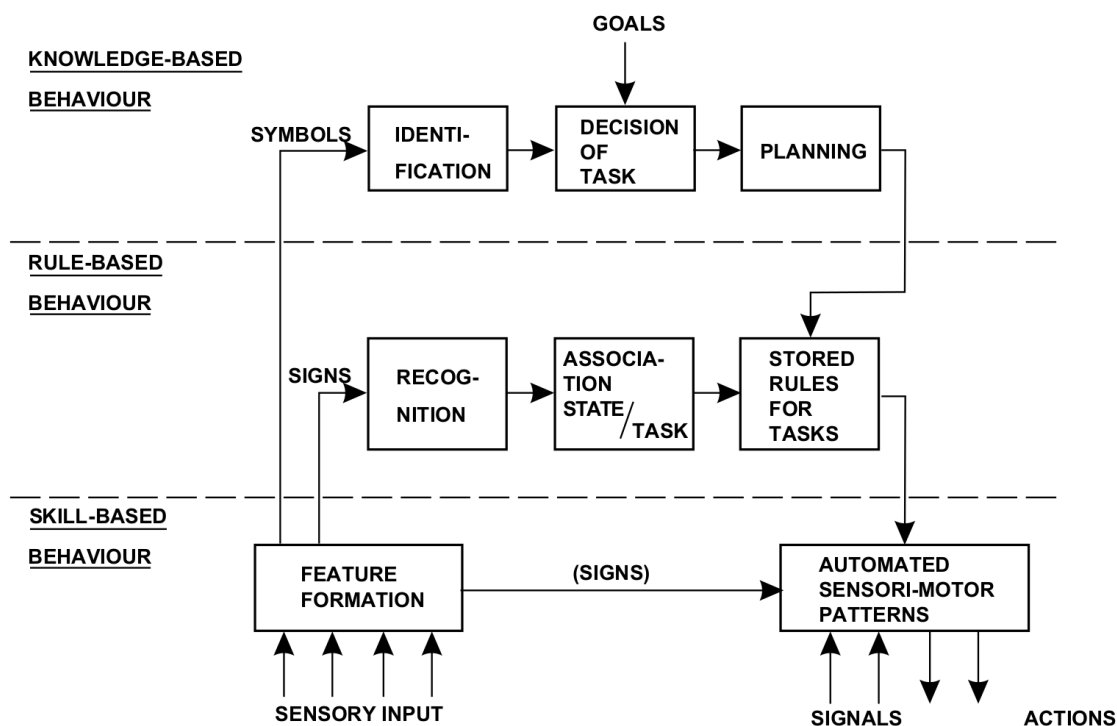 GOALS
KNOWLEDGE-BASED
BEHAVIOUR
SYMBOLS
IDENTI-
FICATION
DECISION
OF
TASK
PLANNING
RULE-BASED
BEHAVIOUR
SIGNS
RECOG-
NITION
ASSOCIA-
TION
STATE/
TASK
STORED
RULES
FOR
TASKS
SKILL-BASED
BEHAVIOUR
FEATURE
FORMATION
(SIGNS)
AUTOMATED
SENSORI-MOTOR
PATTERNS
SENSORY INPUT
SIGNALS
ACTIONS